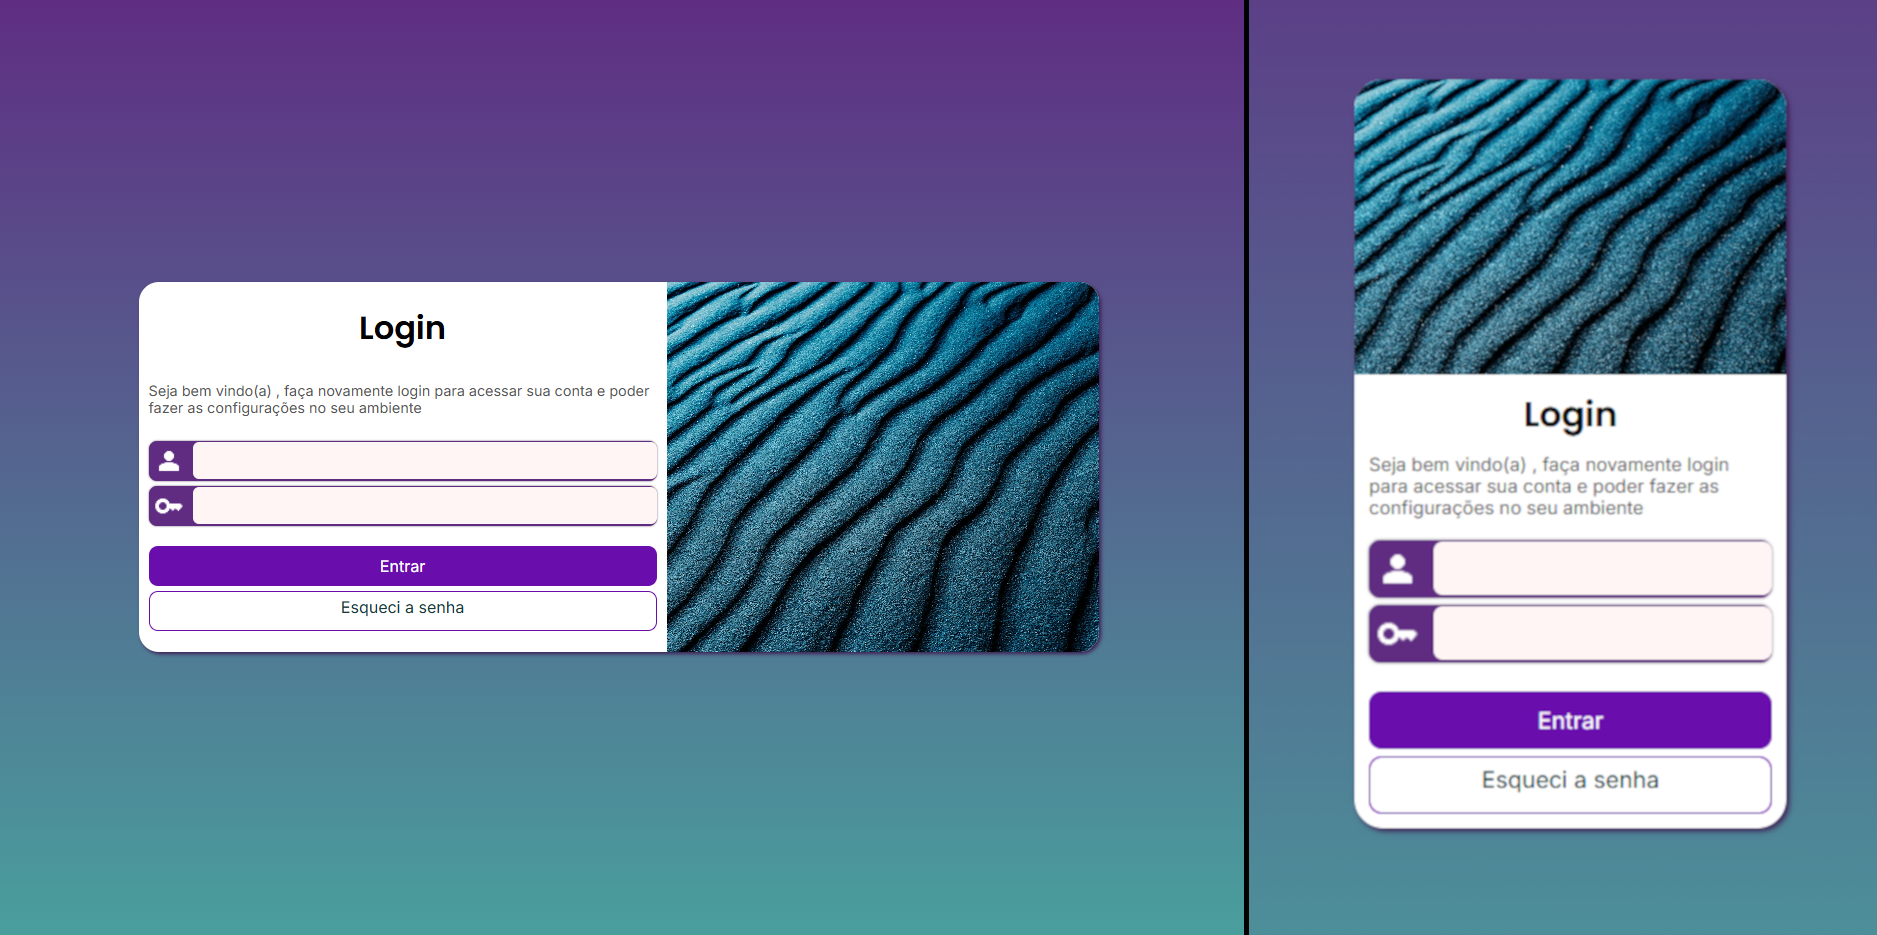 Login
Seja bem vindo(a) , faça novamente login para acessar sua conta e poder
fazer as configurações no seu ambiente
Entrar
Esqueci a senha
Login
Seja bem vindo(a) , faça novamente login
para acessar sua conta e poder fazer as
configurações no seu ambiente
Entrar
Esqueci a senha